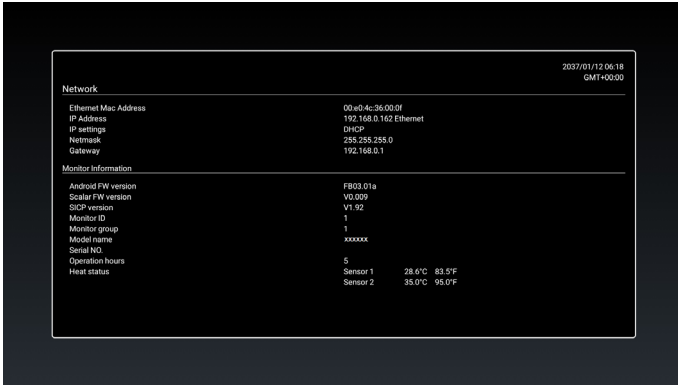 2037/01/12 06:18
GMT+00:00
Network
Ethernet Mac Address 00:e0:4c:36:00:0f
IP Address 192.168.0.162 Ethernet
IP settings DHCP
Netmask 255.255.255.0
Gateway 192.168.0.1
Monitor Information
Android FW version FB03.01a
Scalar FW version V0.009
SICP version V1.92
Monitor ID 1
Monitor group 1
Model name xxxxxx
Serial NO.
Operation hours 5
Heat status Sensor 1 28.6°C 83.5°F
Sensor 2 35.0°C 95.0°F